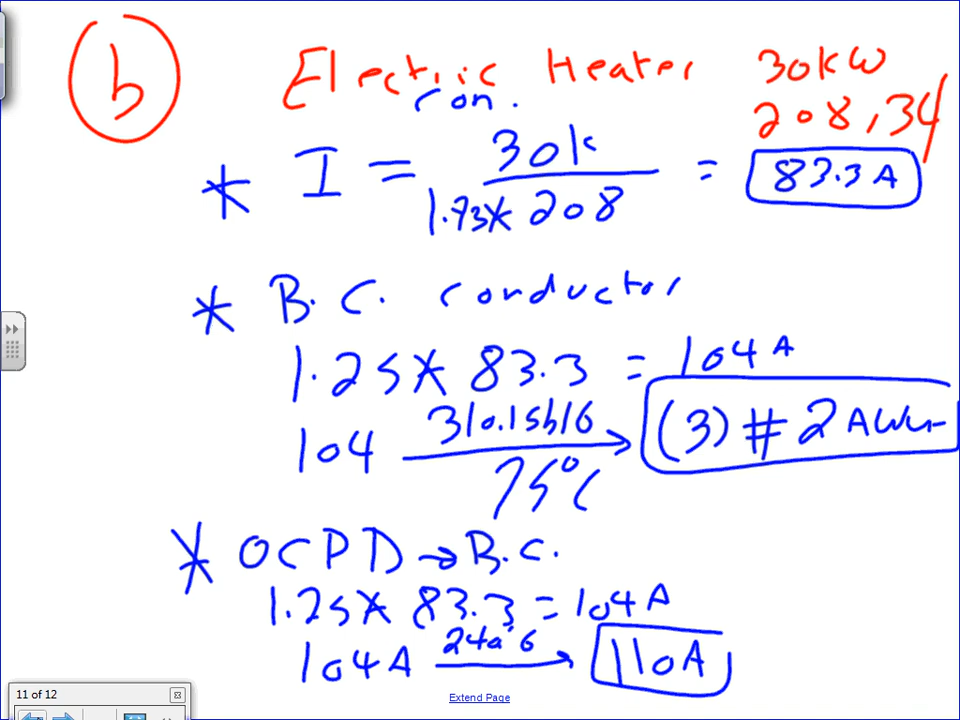 b
Electric Heater 30kW
con.
208, 3ϕ
* I = 30k / 1.73* 208 = 83.3 A
* B.C. conductor
1.25 * 83.3 = 104 A
104 310.15b16 75°C → (3) # 2 AWG
* OCPD → B.C.
1.25 * 83.3 = 104A
104A 240.6 → 110A
11 of 12
Extend Page